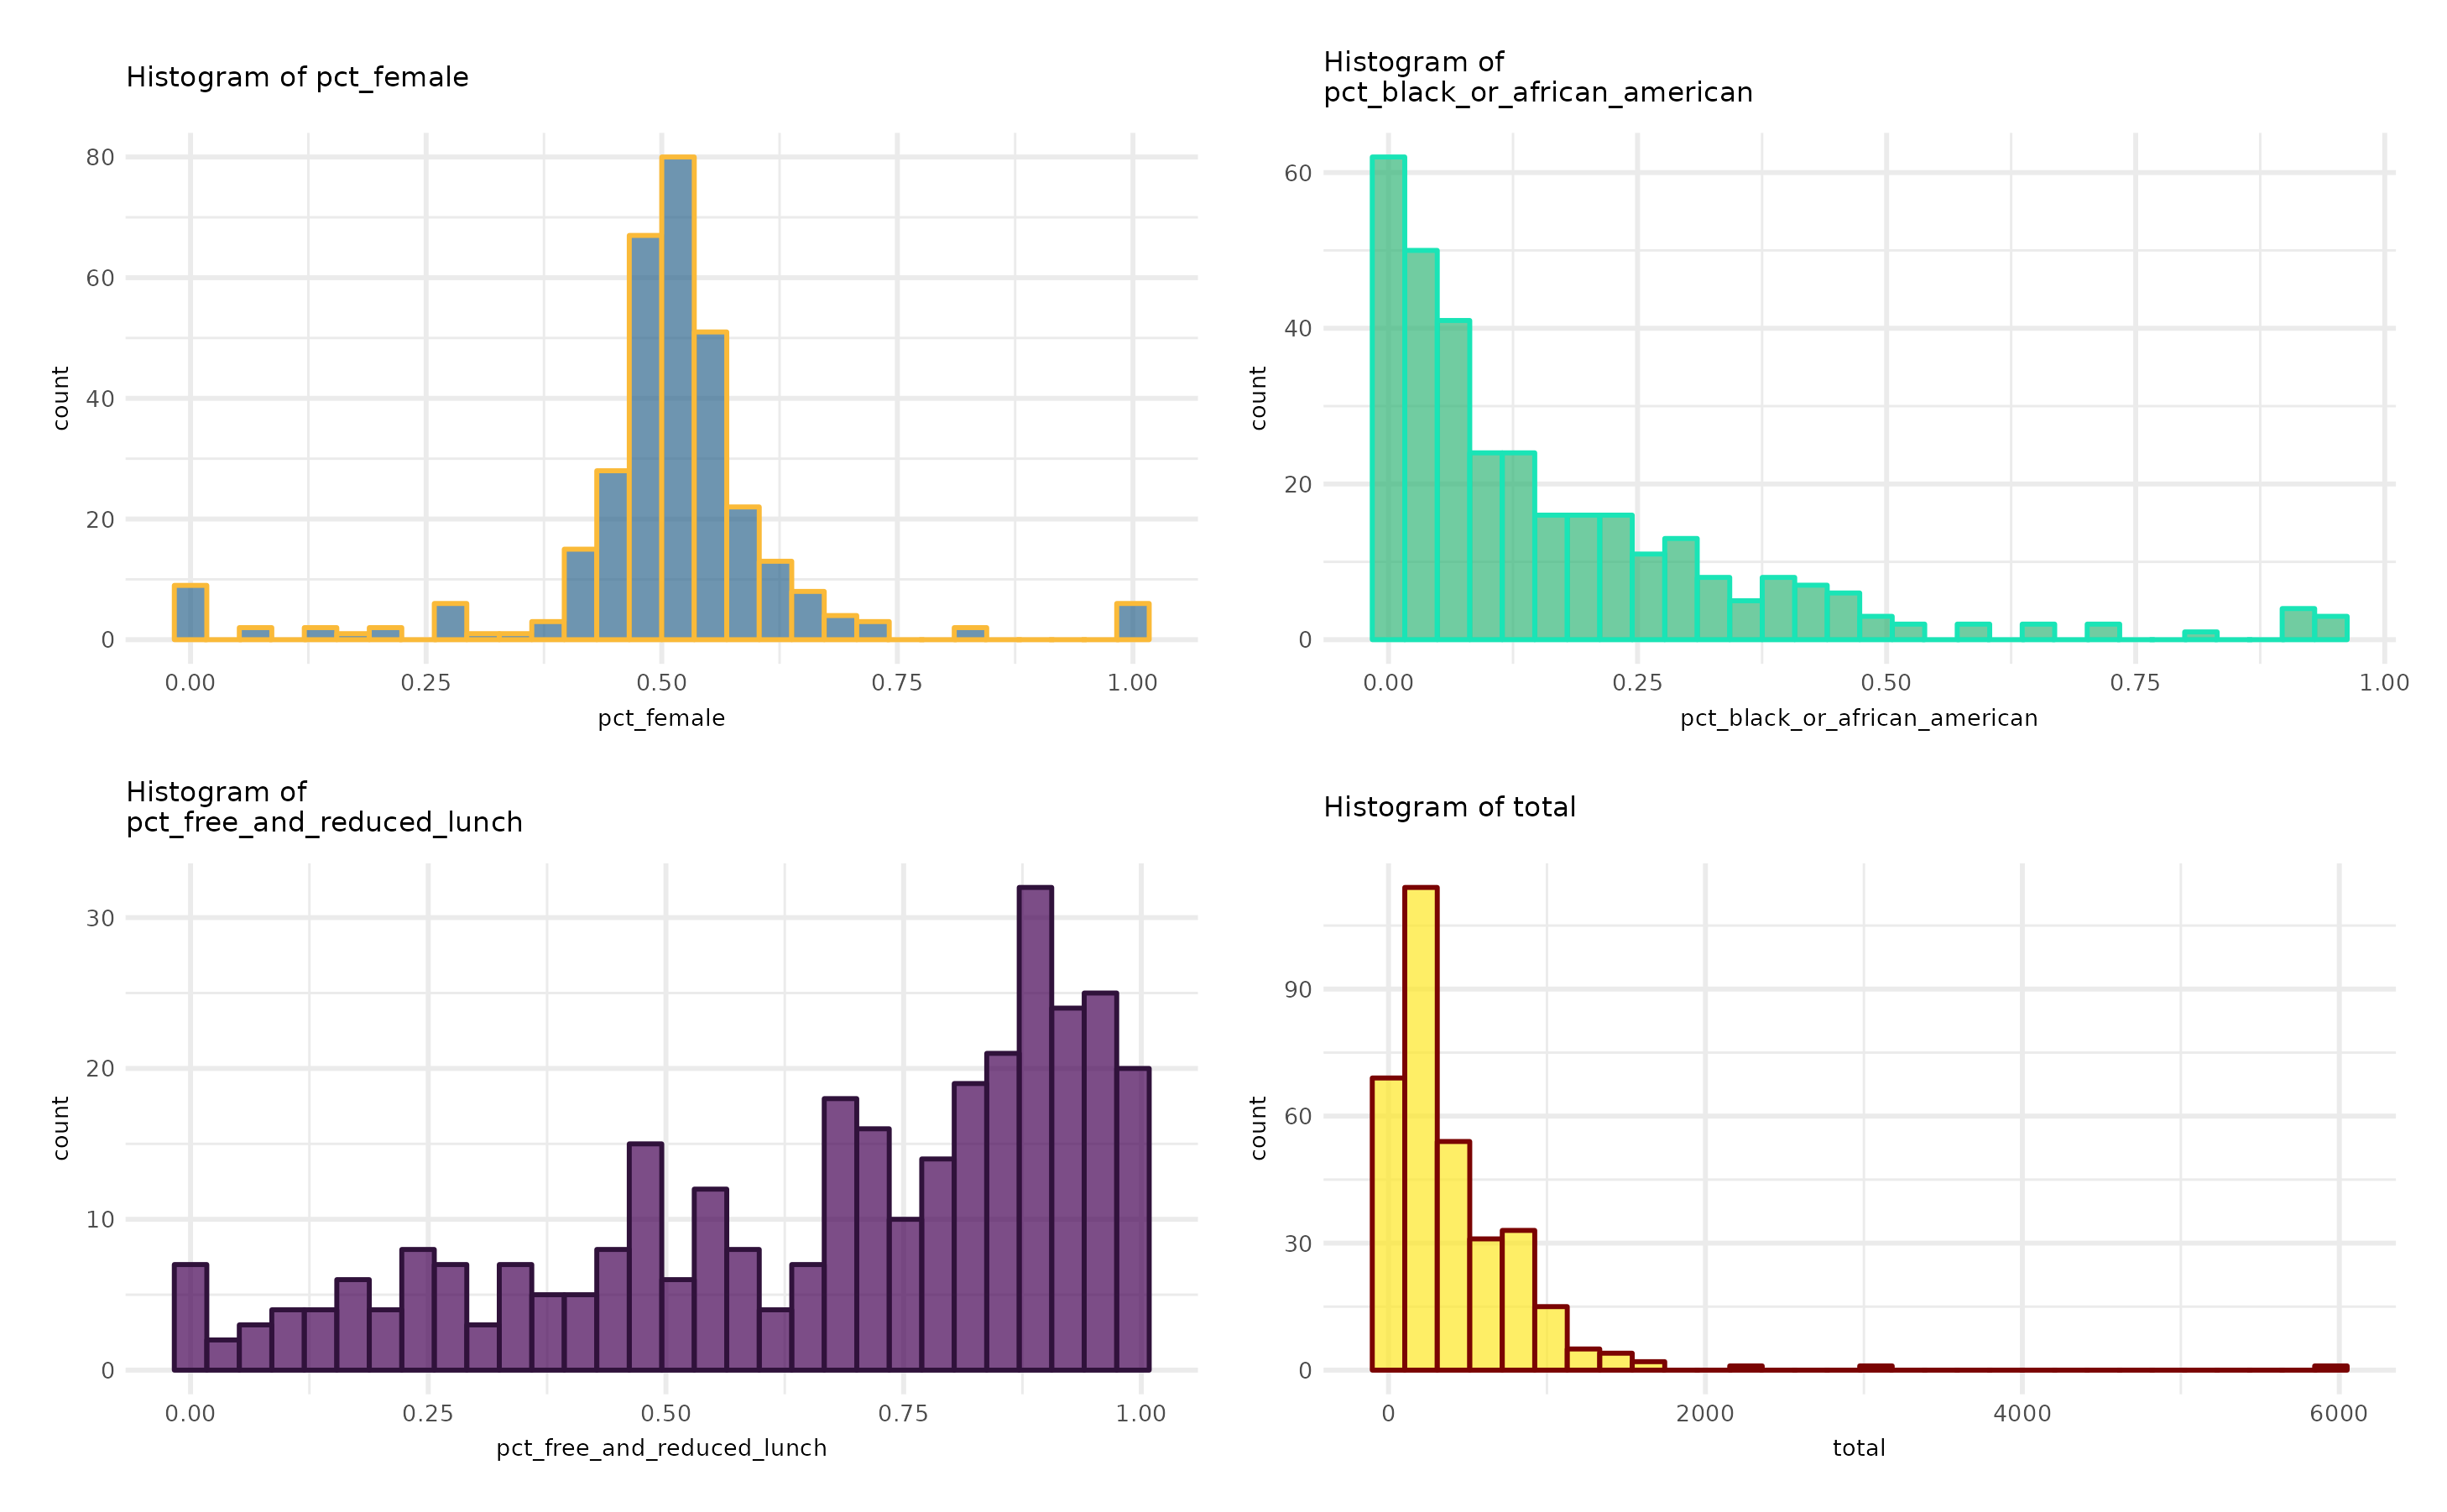 Histogram of pct_female
80
60
40
20
0
count
0.00 0.25 0.50 0.75 1.00
pct_female
Histogram of
pct_black_or_african_american
60
40
20
0
count
0.00 0.25 0.50 0.75 1.00
pct_black_or_african_american
Histogram of
pct_free_and_reduced_lunch
30
20
10
0
count
0.00 0.25 0.50 0.75 1.00
pct_free_and_reduced_lunch
Histogram of total
90
60
30
0
count
0 2000 4000 6000
total